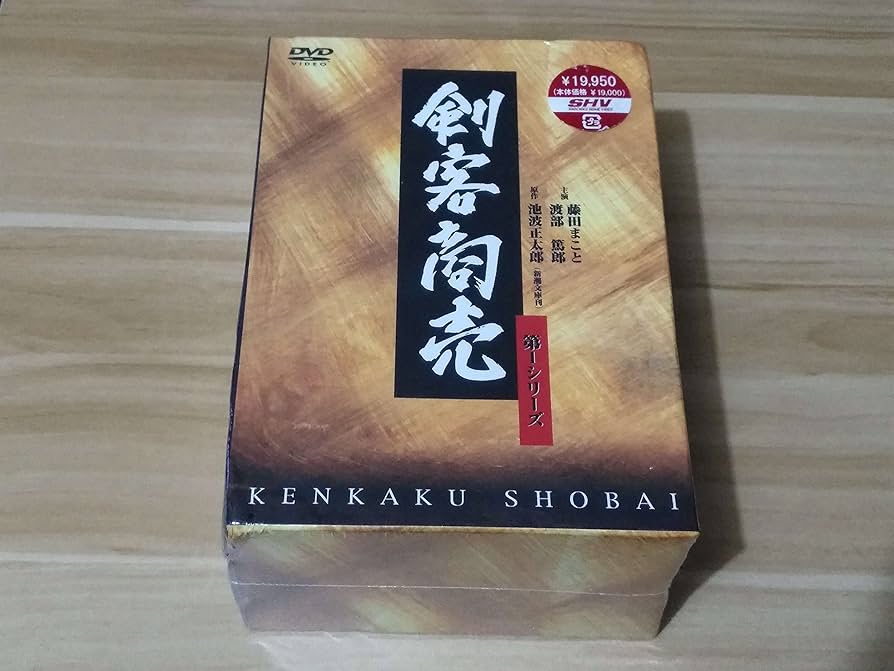 DVD
VIDEO
¥19,950
(本体価格 ¥19,000)
SHV
剣客商売
主演 藤田まこと
渡部 篤郎
原作 池波正太郎(新潮文庫刊)
第一シリーズ
KENKAKU SHOBAI